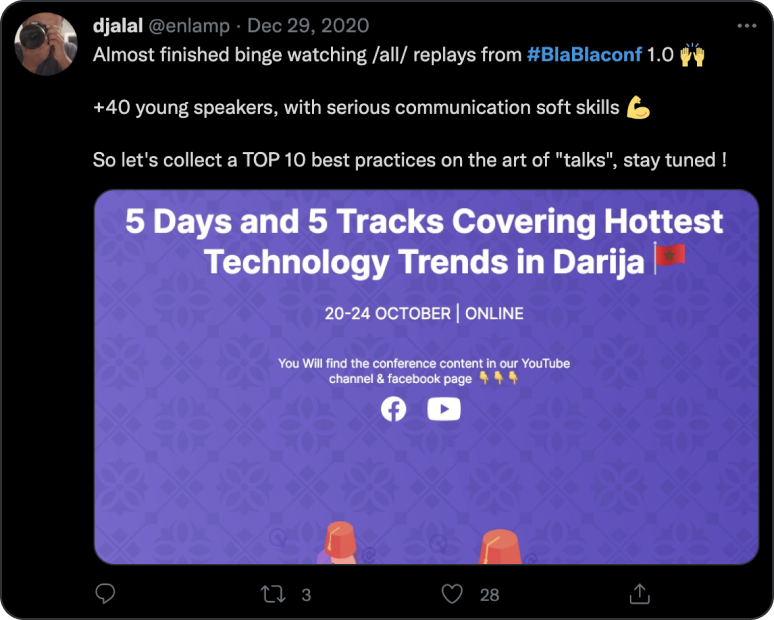 djalal @enlamp · Dec 29, 2020
Almost finished binge watching /all/ replays from #BlaBlaconf 1.0 🙌
+40 young speakers, with serious communication soft skills 💪
So let's collect a TOP 10 best practices on the art of "talks", stay tuned !
5 Days and 5 Tracks Covering Hottest
Technology Trends in Darija 🇲🇦
20-24 OCTOBER | ONLINE
You Will find the conference content in our YouTube
channel & facebook page 👇👇👇
3 28